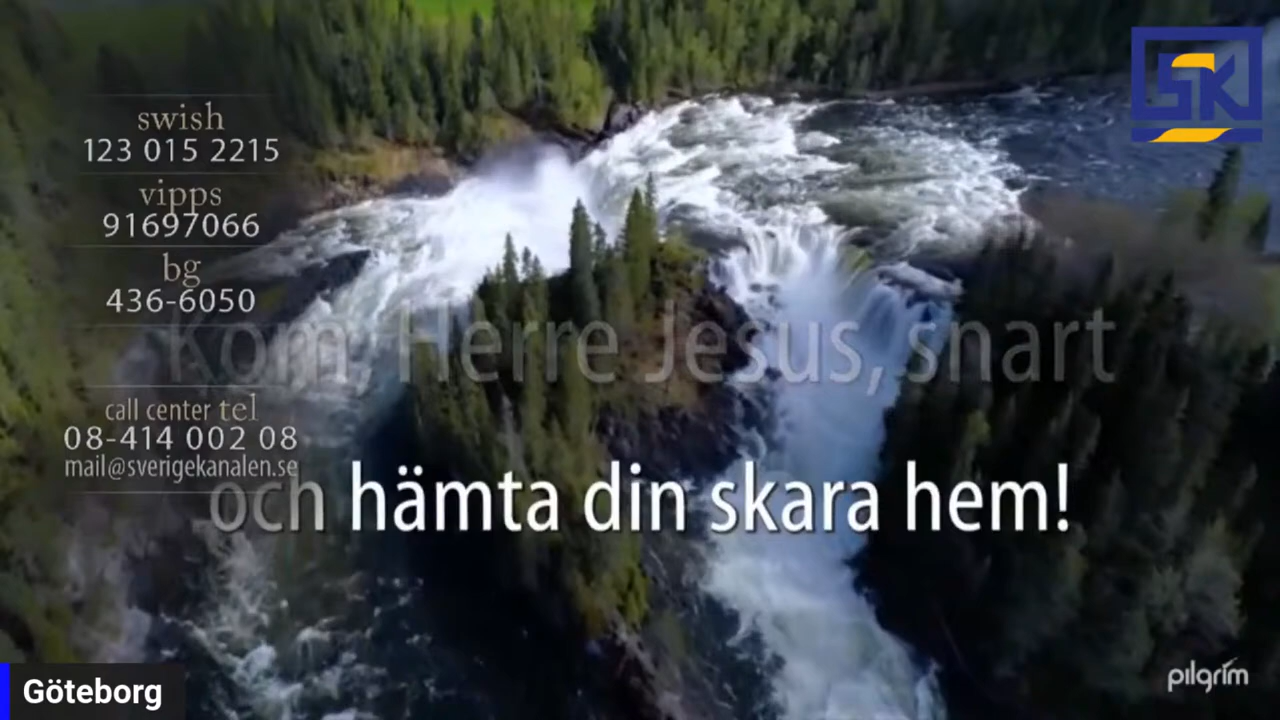 SK
swish
123 015 2215
vipps
91697066
bg
436-6050
Kom, Herre Jesus, snart
call center tel
08-414 002 08
mail@sverigekanalen.se
och hämta din skara hem!
pilgrim
Göteborg